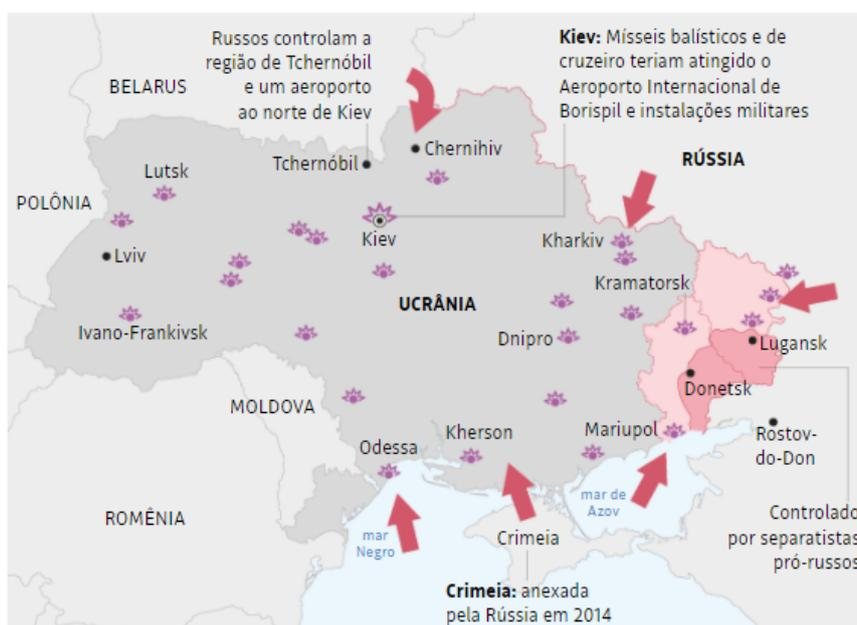 Russos controlam a
região de Tchernóbil
e um aeroporto
ao norte de Kiev
Kiev: Mísseis balísticos e de
cruzeiro teriam atingido o
Aeroporto Internacional de
Borispil e instalações militares
BELARUS
Chernihiv
Tchernóbil
RÚSSIA
Lutsk
POLÔNIA
Kiev
Kharkiv
Lviv
Kramatorsk
UCRÂNIA
Ivano-Frankivsk
Dnipro
Lugansk
Donetsk
MOLDOVA
Mariupol
Kherson
Rostov-
do-Don
Odessa
mar de
Azov
ROMÊNIA
Controlado
por separatistas
pró-russos
mar
Negro
Crimeia
Crimeia: anexada
pela Rússia em 2014